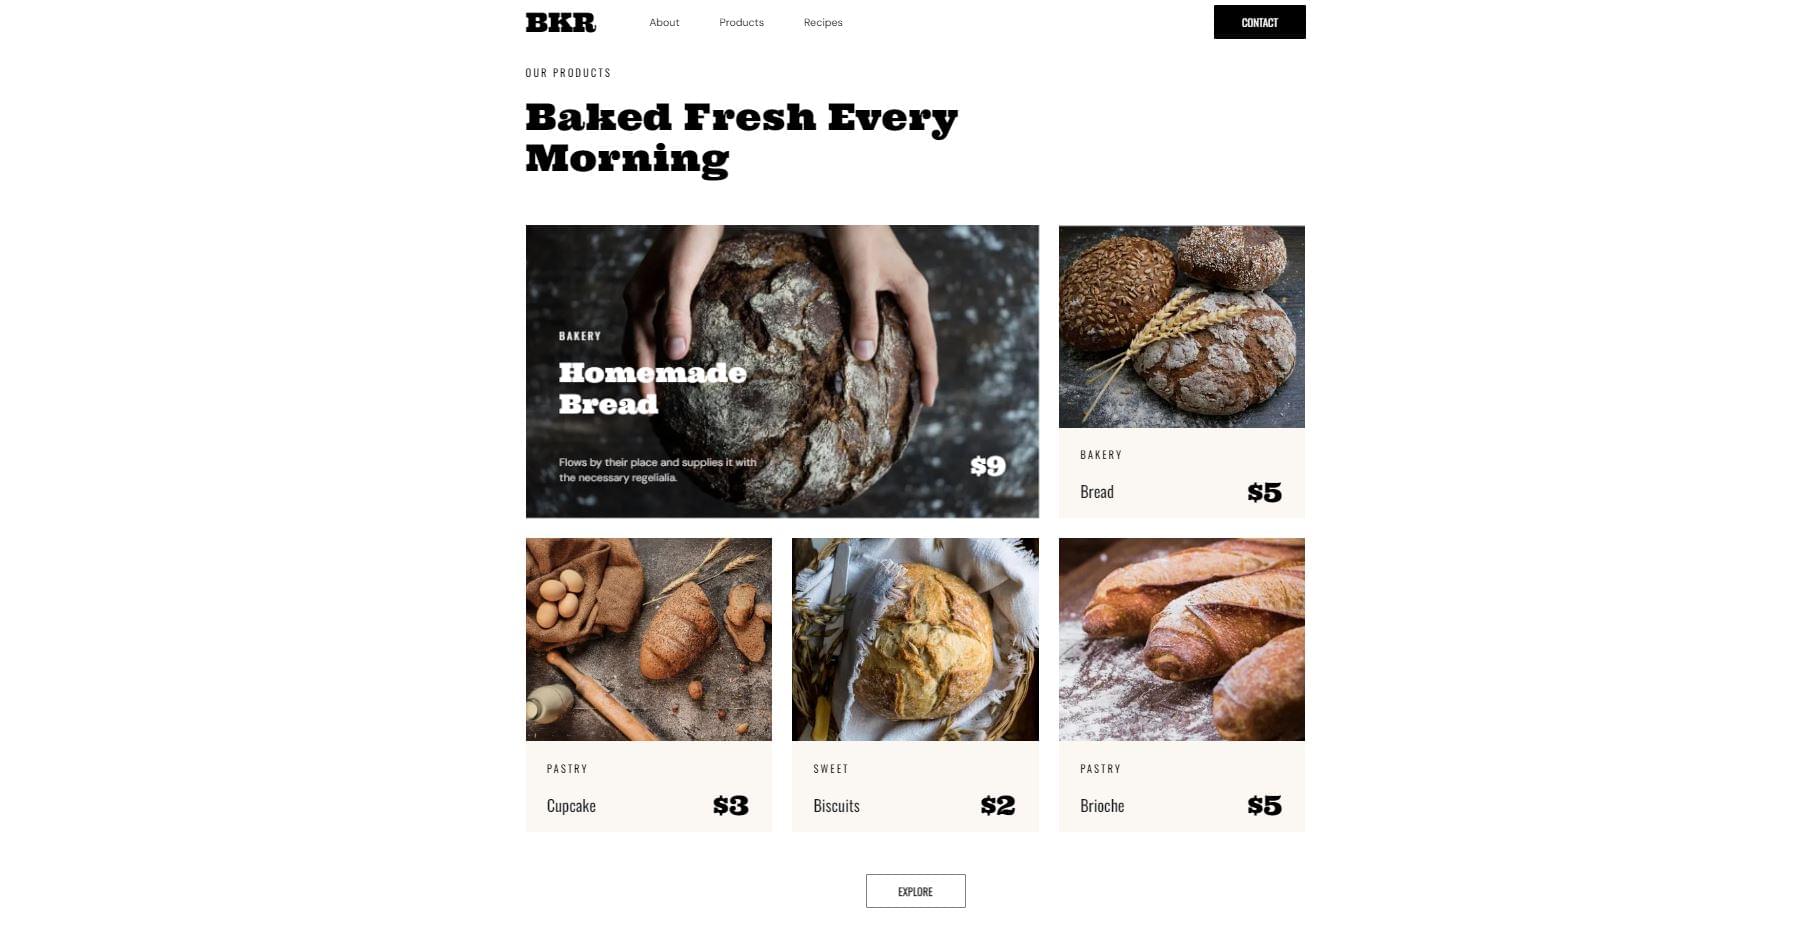 BKR
About
Products
Recipes
CONTACT
OUR PRODUCTS
Baked Fresh Every
Morning
BAKERY
Homemade
Bread
Flows by their place and supplies it with
the necessary regelialia.
$9
BAKERY
Bread
$5
PASTRY
Cupcake
$3
SWEET
Biscuits
$2
PASTRY
Brioche
$5
EXPLORE